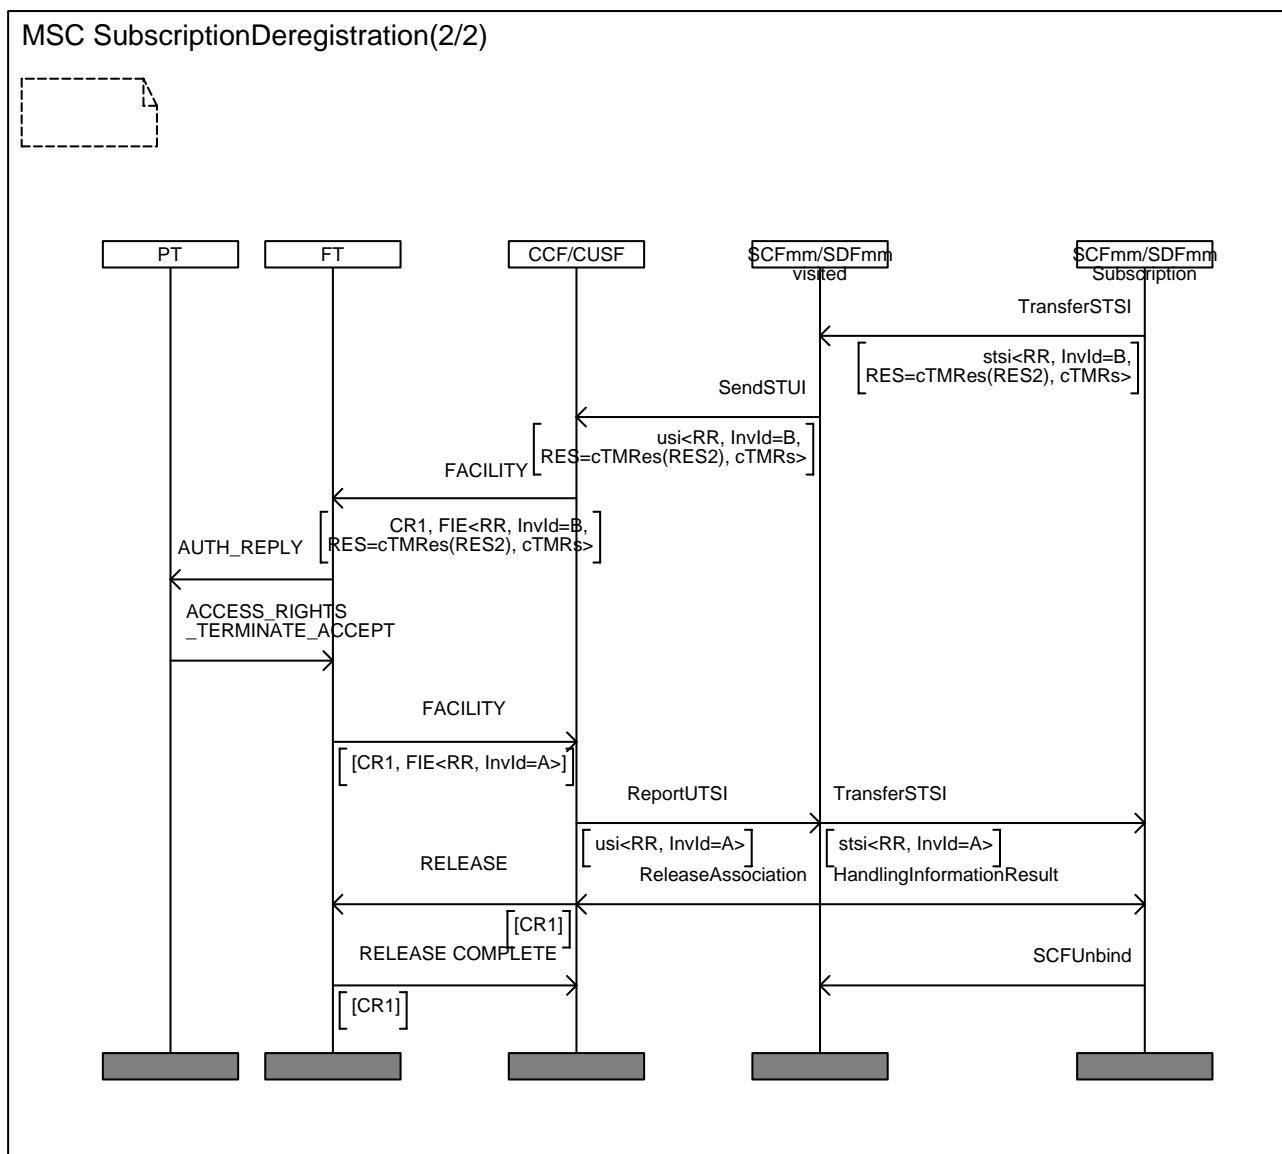 MSC SubscriptionDeregistration(2/2)
PT
FT
CCF/CUSF
SCFmm/SDFmm
visited
SCFmm/SDFmm
Subscription
TransferSTSI
stsi<RR, InvId=B,
RES=cTMRes(RES2), cTMRs>
SendSTUI
usi<RR, InvId=B,
RES=cTMRes(RES2), cTMRs>
FACILITY
CR1, FIE<RR, InvId=B,
RES=cTMRes(RES2), cTMRs>
AUTH_REPLY
ACCESS_RIGHTS
_TERMINATE_ACCEPT
FACILITY
[CR1, FIE<RR, InvId=A>]
ReportUTSI
TransferSTSI
usi<RR, InvId=A>
stsi<RR, InvId=A>
RELEASE
ReleaseAssociation
HandlingInformationResult
[CR1]
RELEASE COMPLETE
SCFUnbind
[CR1]